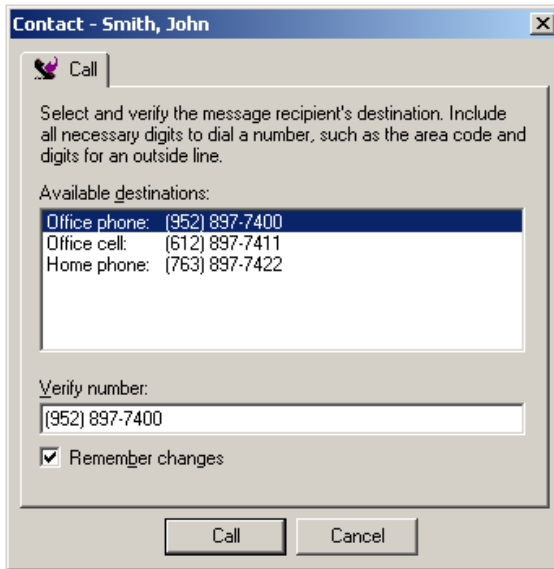 Contact - Smith, John
Call
Select and verify the message recipient's destination. Include
all necessary digits to dial a number, such as the area code and
digits for an outside line.
Available destinations:
Office phone: (952) 897-7400
Office cell: (612) 897-7411
Home phone: (763) 897-7422
Verify number:
(952) 897-7400
Remember changes
Call Cancel